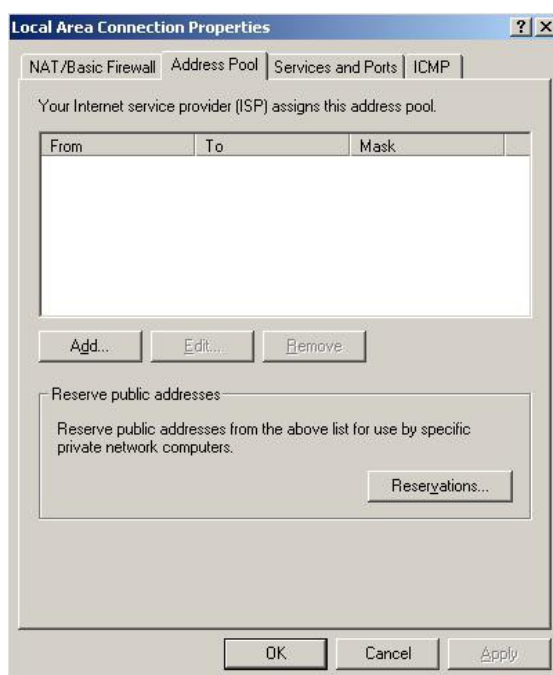 Local Area Connection Properties
NAT/Basic Firewall Address Pool Services and Ports ICMP
Your Internet service provider (ISP) assigns this address pool.
From To Mask
Add... Edit... Remove
Reserve public addresses
Reserve public addresses from the above list for use by specific
private network computers.
Reservations...
OK Cancel Apply